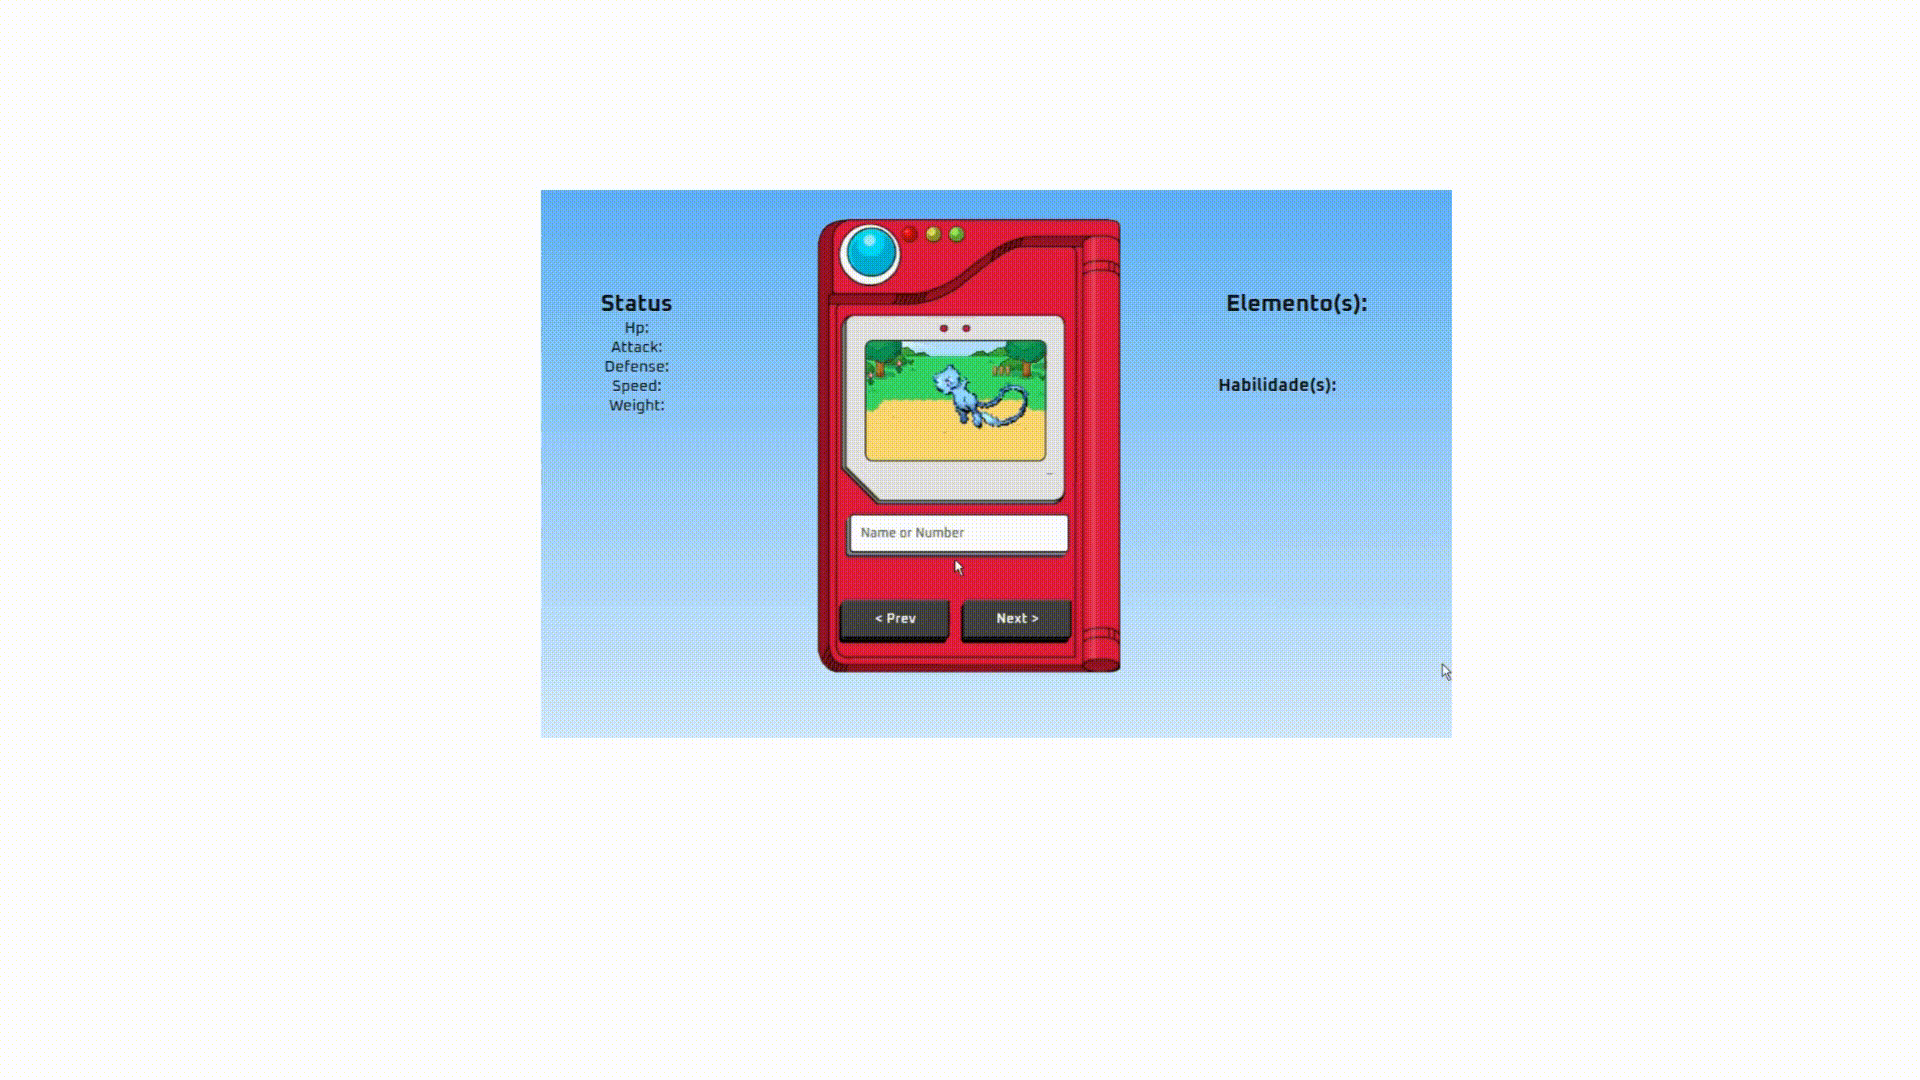 Status
Hp:
Attack:
Defense:
Speed:
Weight:
Name or Number
< Prev
Next >
Elemento(s):
Habilidade(s):